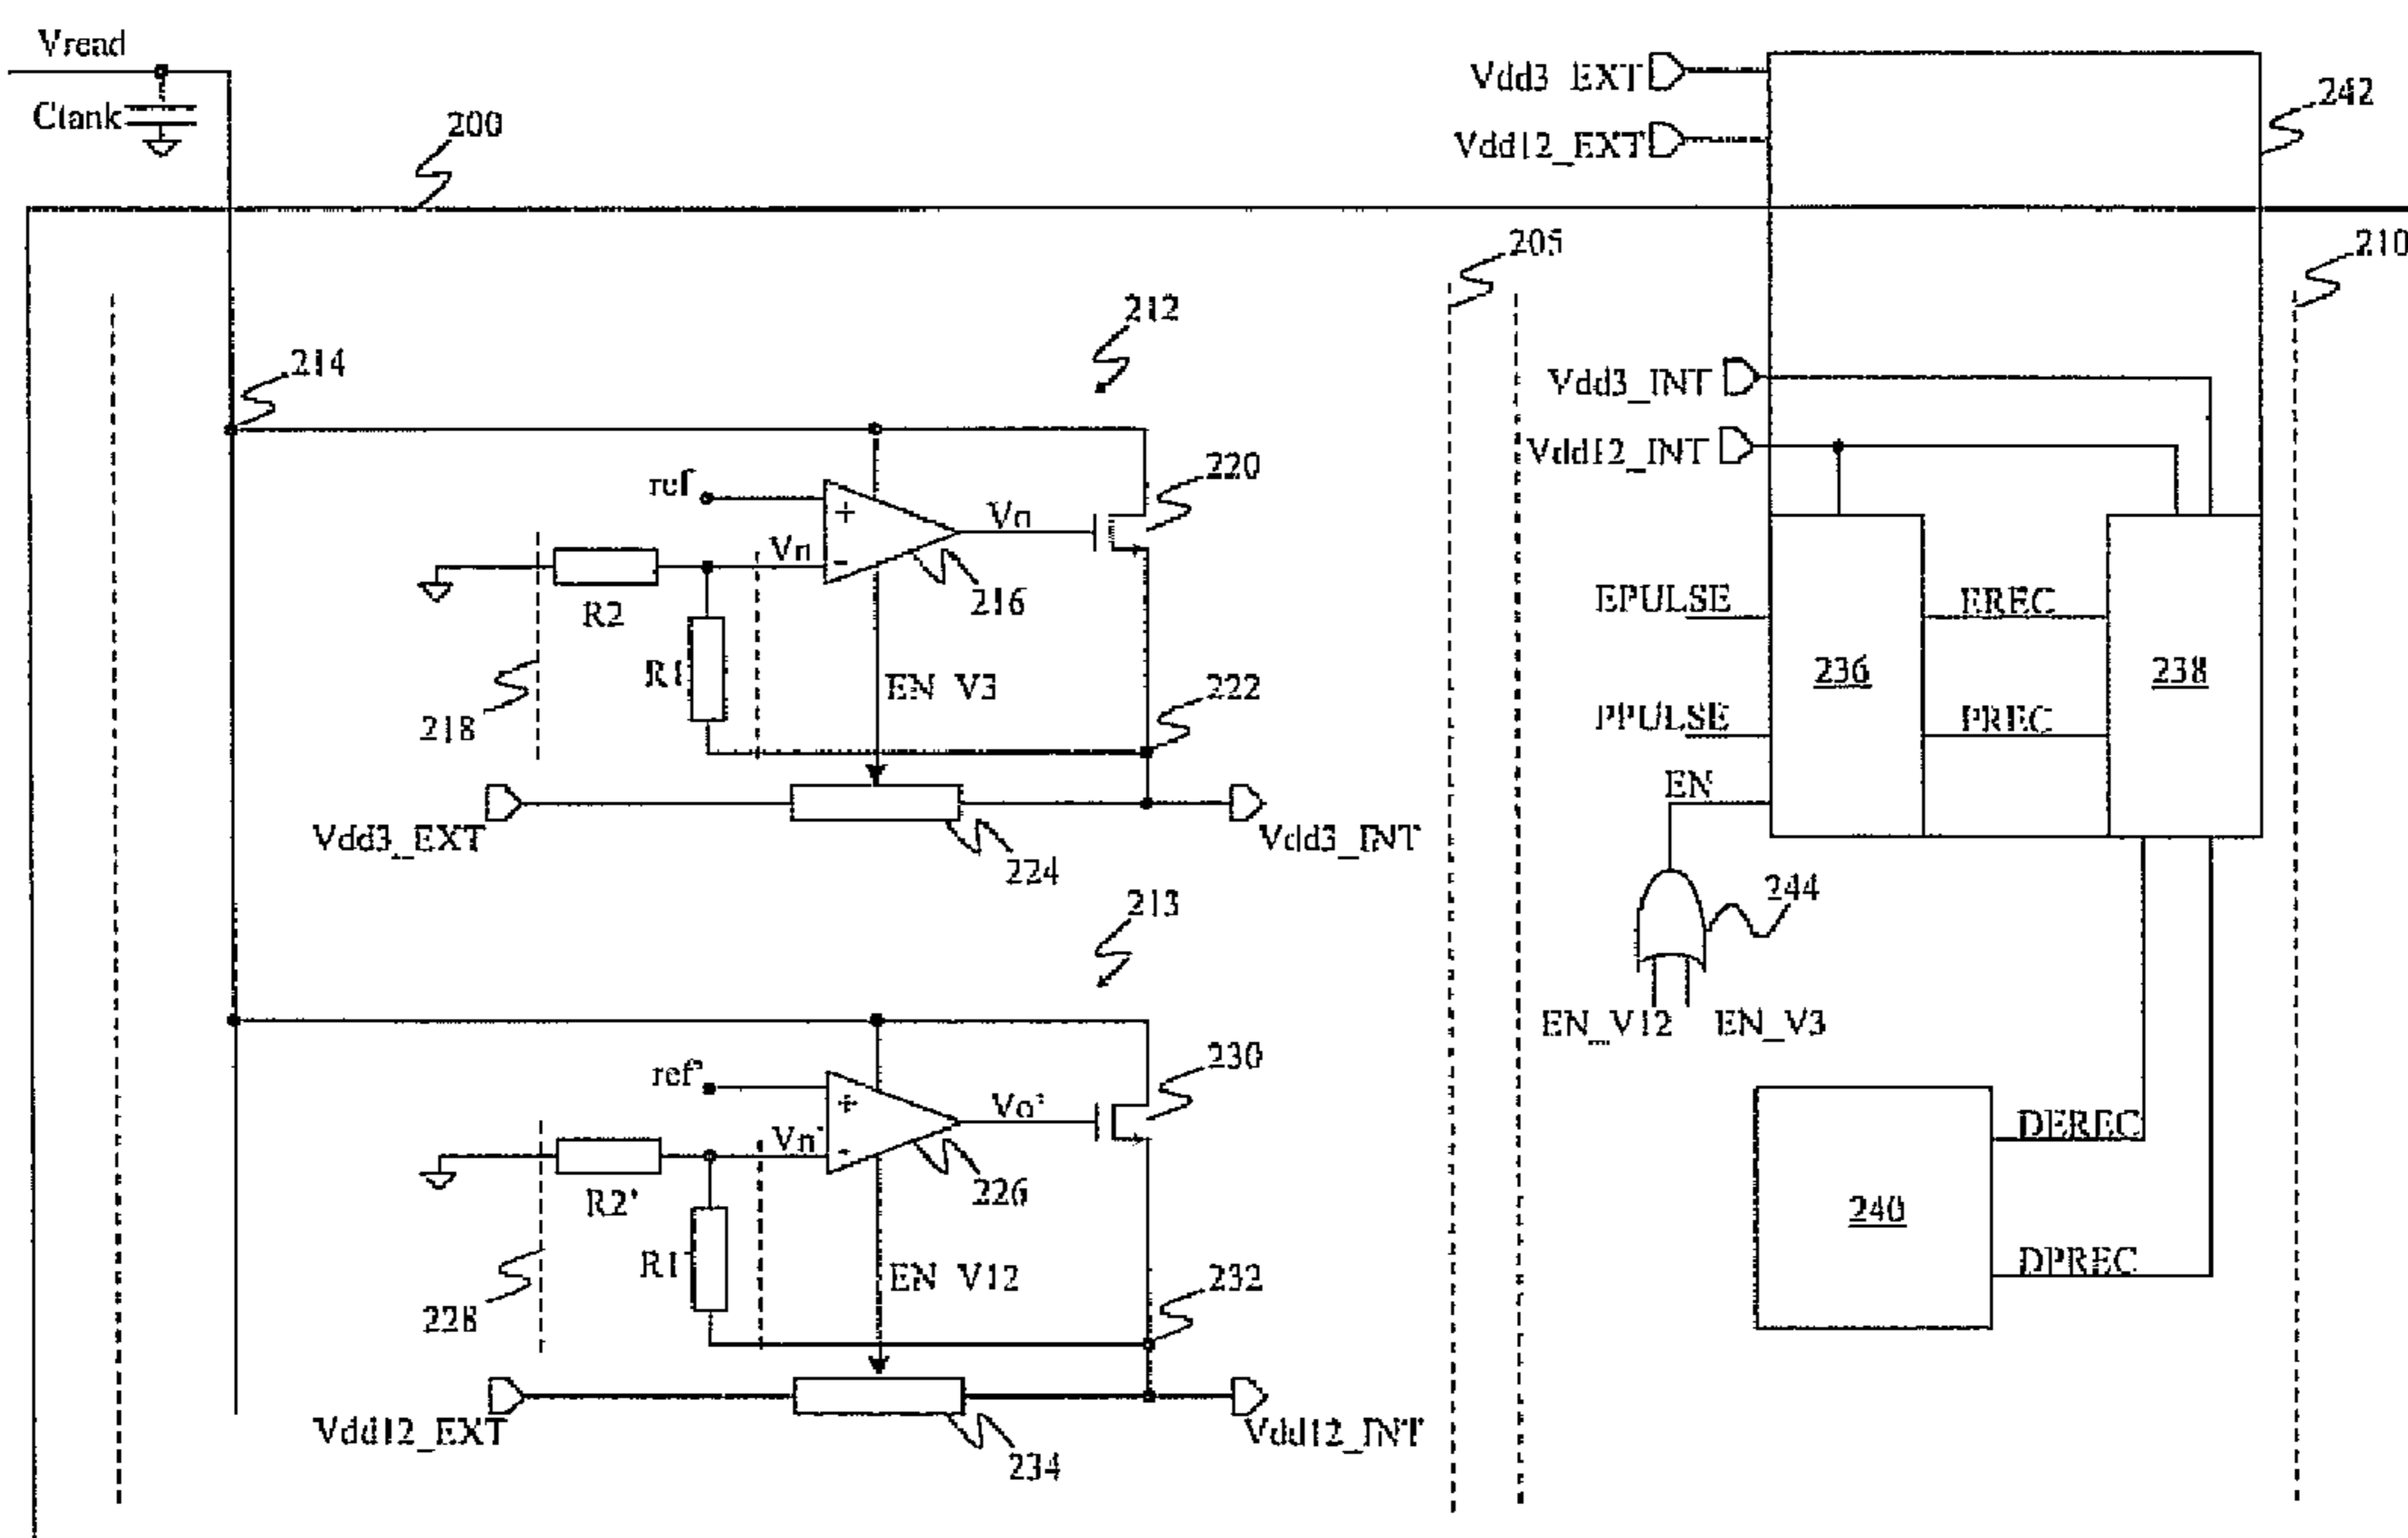 Vread
Ctank
200
Vdd3_EXT
Vdd12_EXT
242
205
210
212
214
Vdd3_INT
Vdd12_INT
ref
Vn
Vo
220
R2
216
R1
EN_V3
218
222
Vdd3_EXT
224
Vdd3_INT
EPULSE
EREC
236
238
PPULSE
PREC
EN
244
EN_V12
EN_V3
213
ref'
Vn'
Vo'
230
R2'
226
R1'
EN_V12
228
232
Vdd12_EXT
234
Vdd12_INT
DEREC
240
DPREC
+
-
+
-